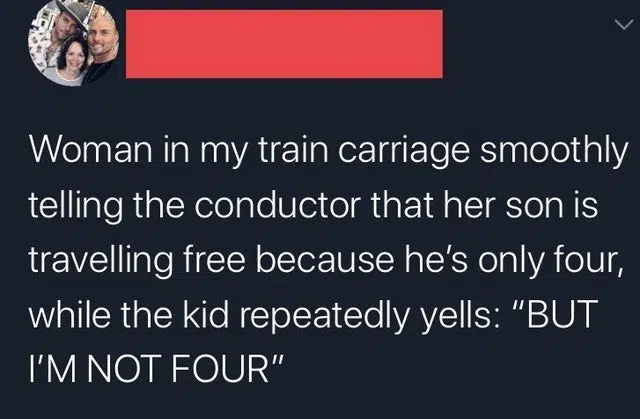 Woman in my train carriage smoothly
telling the conductor that her son is
travelling free because he’s only four,
while the kid repeatedly yells: “BUT
I’M NOT FOUR”